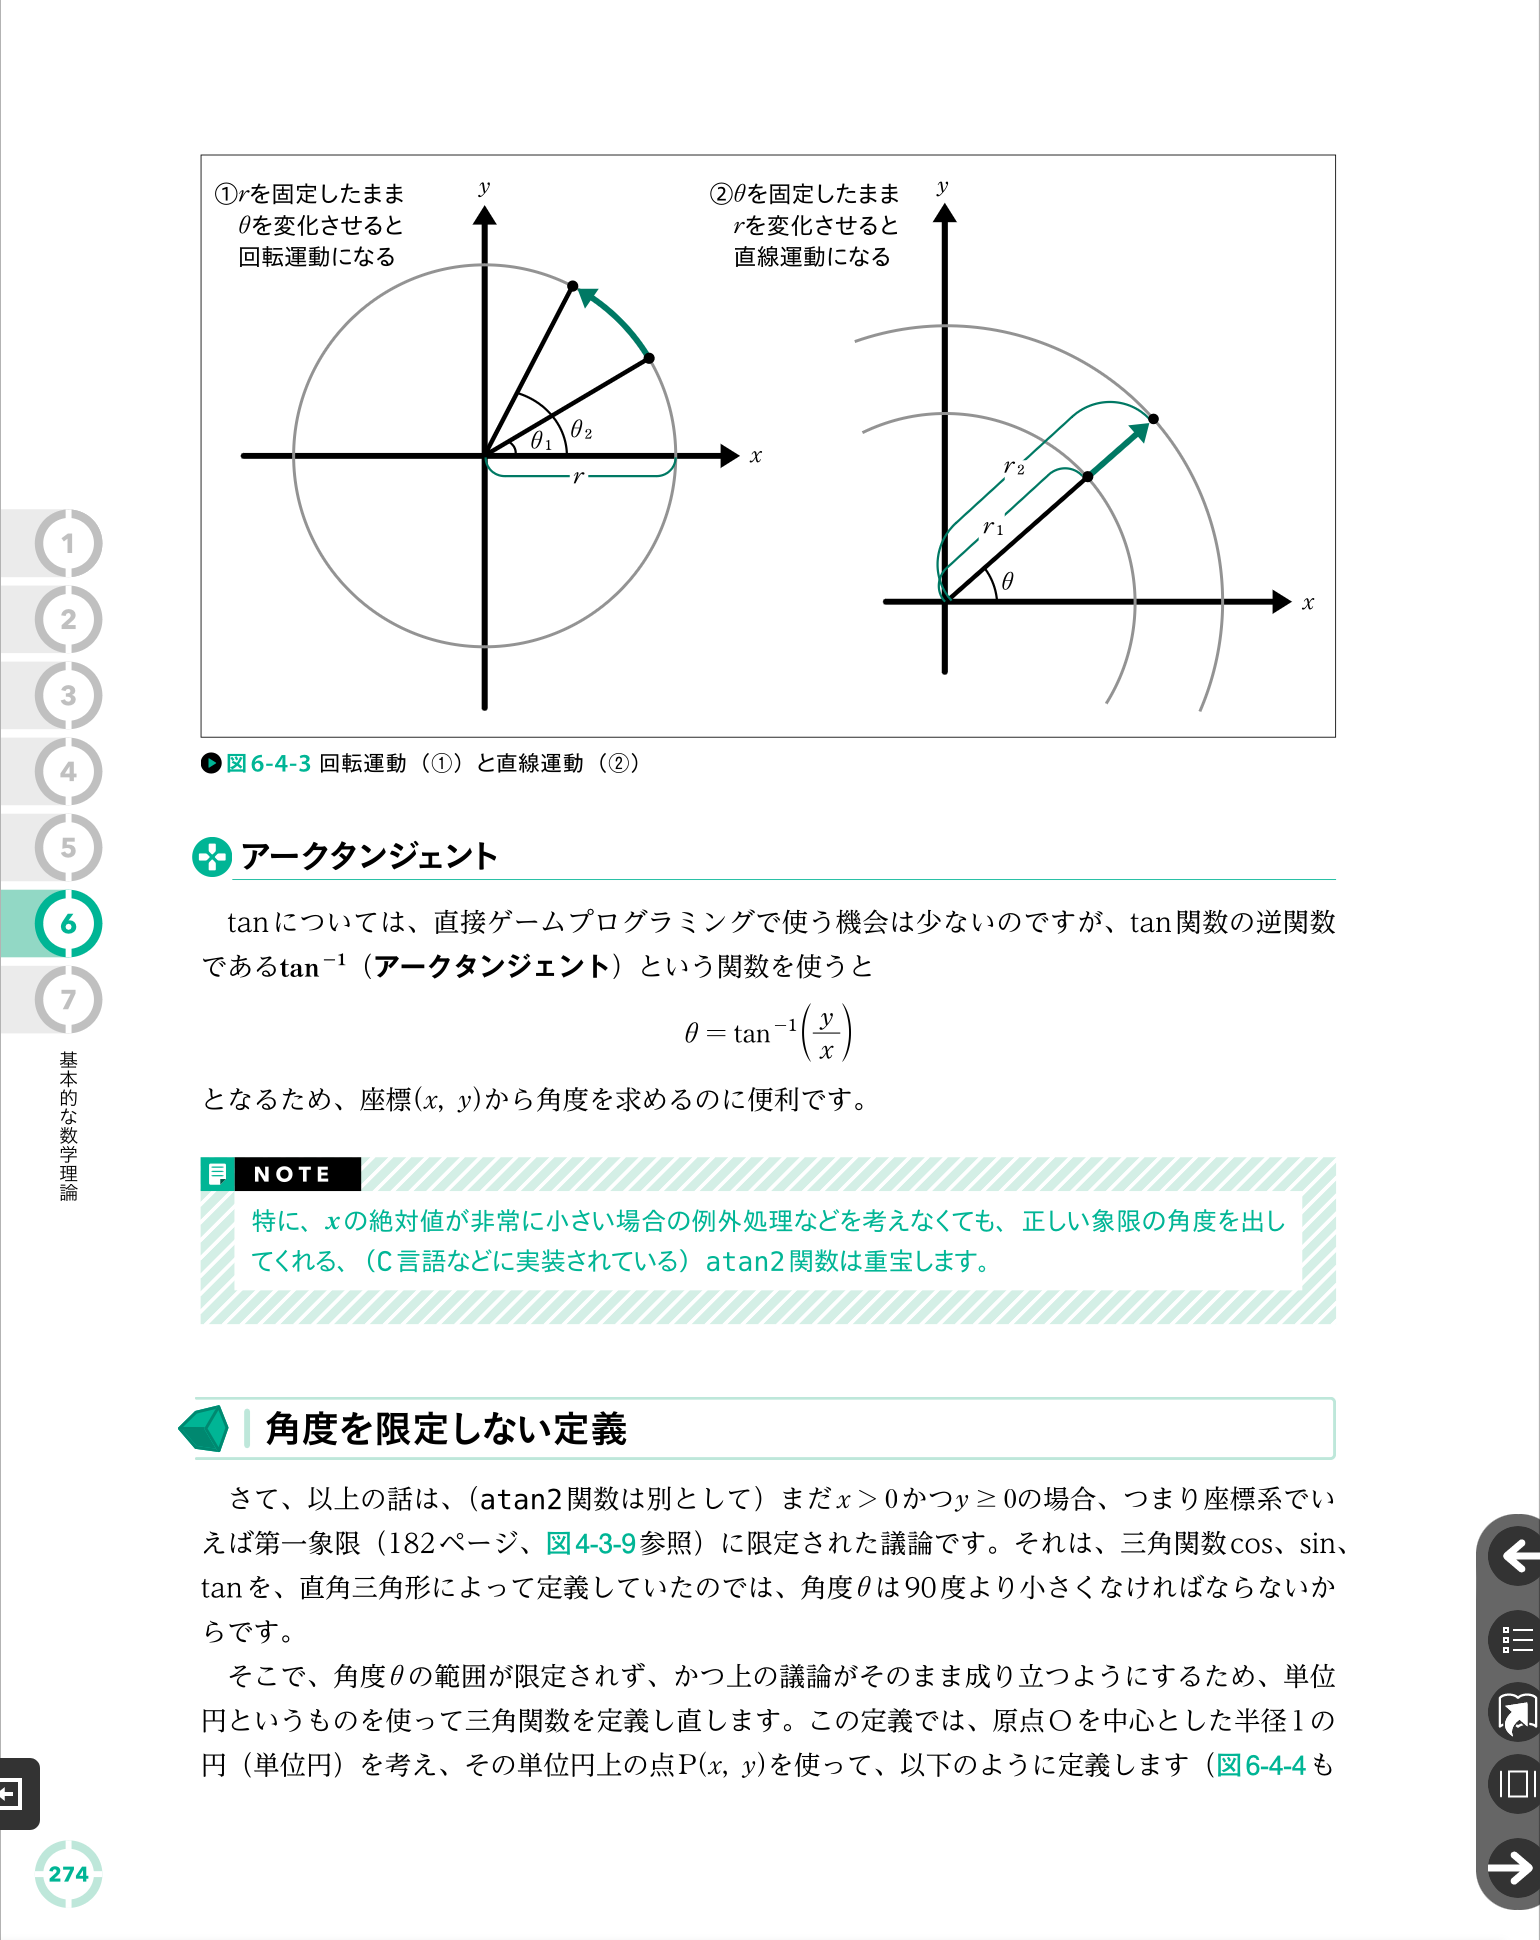 ①rを固定したまま
θを変化させると
回転運動になる
y
x
θ1
θ2
r
②θを固定したまま
rを変化させると
直線運動になる
y
x
r2
r1
θ
図6-4-3 回転運動（①）と直線運動（②）
アークタンジェント
tanについては、直接ゲームプログラミングで使う機会は少ないのですが、tan関数の逆関数
であるtan⁻¹（アークタンジェント）という関数を使うと
θ = tan⁻¹(y/x)
となるため、座標(x, y)から角度を求めるのに便利です。
NOTE
特に、xの絶対値が非常に小さい場合の例外処理などを考えなくても、正しい象限の角度を出し
てくれる、（C言語などに実装されている）atan2関数は重宝します。
角度を限定しない定義
さて、以上の話は、（atan2関数は別として）まだx > 0かつy ≥ 0の場合、つまり座標系でい
えば第一象限（182ページ、図4-3-9参照）に限定された議論です。それは、三角関数cos、sin、
tanを、直角三角形によって定義していたのでは、角度θは90度より小さくなければならないか
らです。
そこで、角度θの範囲が限定されず、かつ上の議論がそのまま成り立つようにするため、単位
円というものを使って三角関数を定義し直します。この定義では、原点Oを中心とした半径1の
円（単位円）を考え、その単位円上の点P(x, y)を使って、以下のように定義します（図6-4-4も
1
2
3
4
5
6
7
基本的な数学理論
274